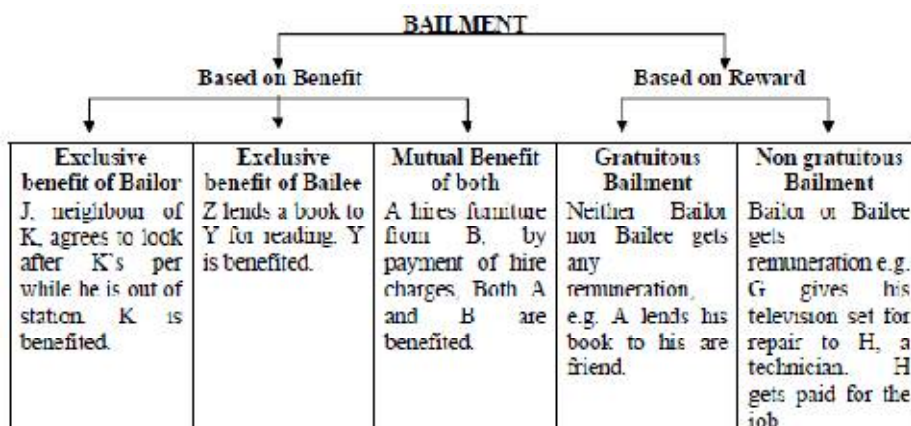 BAILMENT
Based on Benefit
Based on Reward
Exclusive
benefit of Bailor
J, neighbour of
K, agrees to look
after K's per
while he is out of
station. K is
benefited.
Exclusive
benefit of Bailee
Z lends a book to
Y for reading. Y
is benefited.
Mutual Benefit
of both
A hires furniture
from B, by
payment of hire
charges, Both A
and B are
benefited.
Gratuitous
Bailment
Neither Bailor
nor Bailee gets
any
remuneration,
e.g. A lends his
book to his are
friend.
Non gratuitous
Bailment
Bailor or Bailee
gets
remuneration e.g.
G gives his
television set for
repair to H, a
technician. H
gets paid for the
job